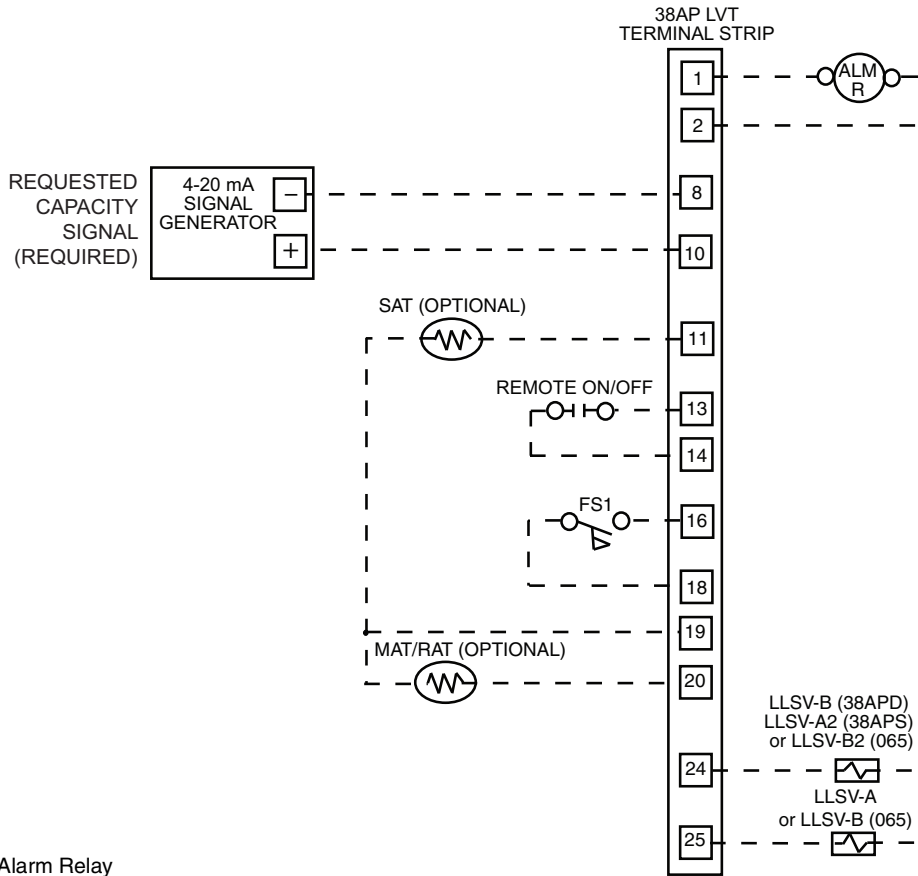 38AP LVT
TERMINAL STRIP
1
ALM
R
2
REQUESTED
CAPACITY
SIGNAL
(REQUIRED)
4-20 mA
SIGNAL
GENERATOR
−
+
8
10
SAT (OPTIONAL)
11
REMOTE ON/OFF
13
14
FS1
16
18
19
MAT/RAT (OPTIONAL)
20
LLSV-B (38APD)
LLSV-A2 (38APS)
or LLSV-B2 (065)
24
LLSV-A
or LLSV-B (065)
25
Alarm Relay